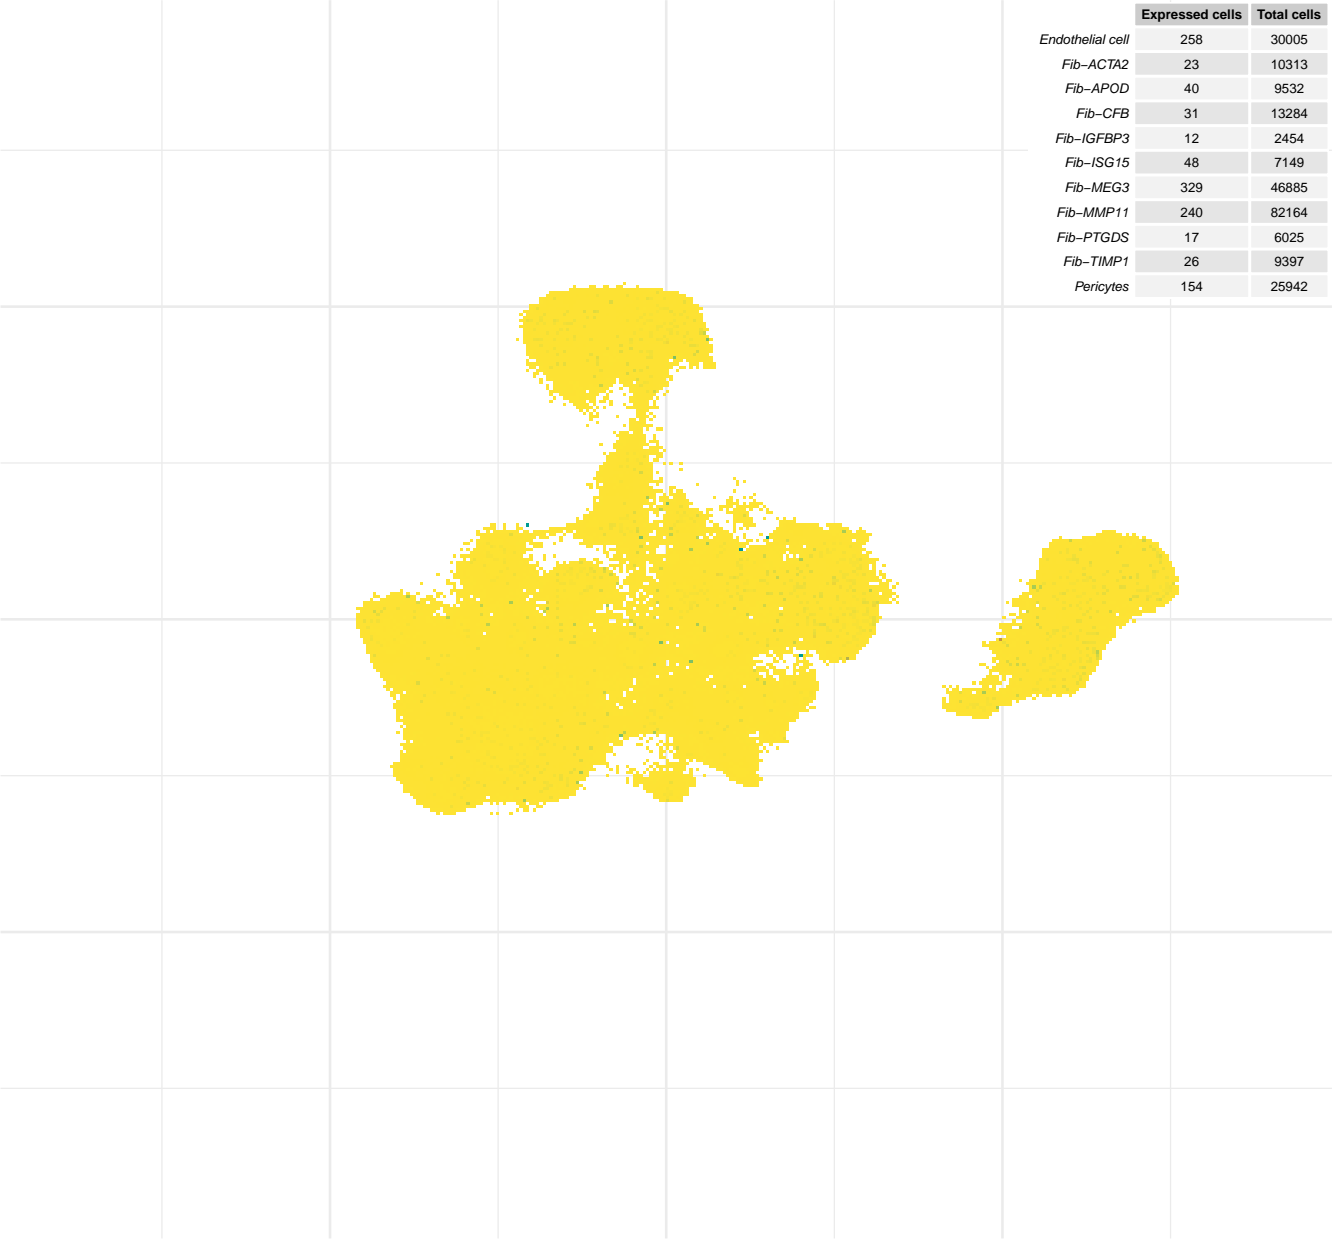 Expressed cells Total cells
Endothelial cell 258 30005
Fib−ACTA2 23 10313
Fib−APOD 40 9532
Fib−CFB 31 13284
Fib−IGFBP3 12 2454
Fib−ISG15 48 7149
Fib−MEG3 329 46885
Fib−MMP11 240 82164
Fib−PTGDS 17 6025
Fib−TIMP1 26 9397
Pericytes 154 25942